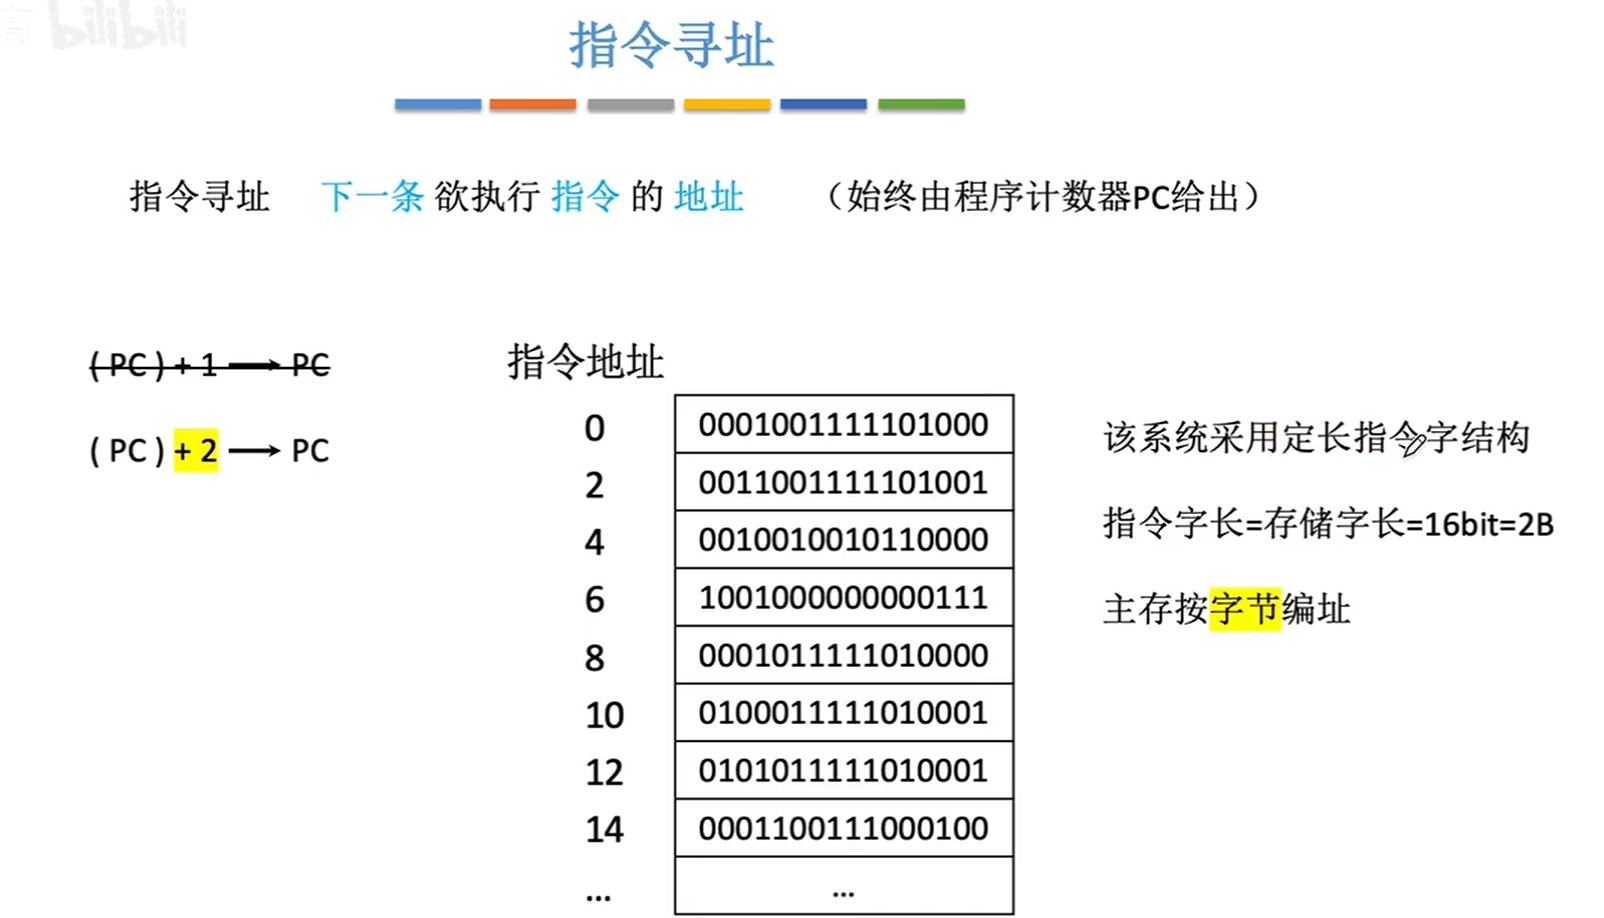 育 bilibili
指令寻址
指令寻址 下一条 欲执行 指令 的 地址 （始终由程序计数器PC给出）
( PC ) + 1 ⟶ PC
( PC ) + 2 ⟶ PC
指令地址
0 0001001111101000
2 0011001111101001
4 0010010010110000
6 1001000000000111
8 0001011111010000
10 0100011111010001
12 0101011111010001
14 0001100111000100
... ...
该系统采用定长指令字结构
指令字长=存储字长=16bit=2B
主存按字节编址